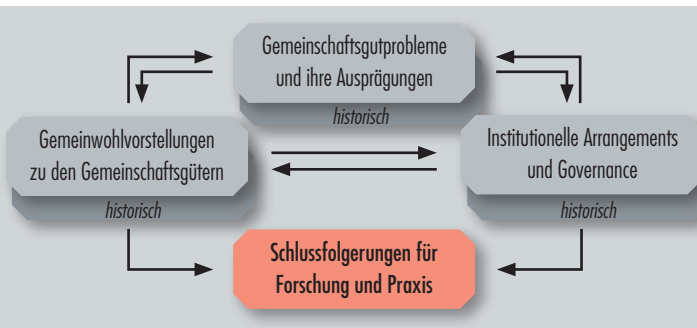 Gemeinschaftsgutprobleme
und ihre Ausprägungen
historisch
Gemeinwohlvorstellungen
zu den Gemeinschaftsgütern
historisch
Institutionelle Arrangements
und Governance
historisch
Schlussfolgerungen für
Forschung und Praxis